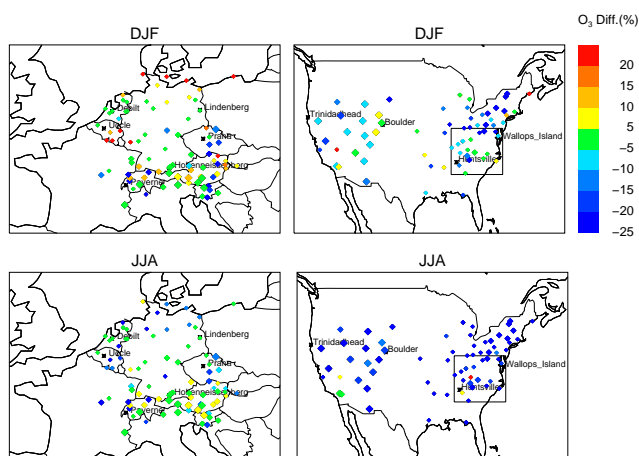 O3 Diff.(%)
DJF
DJF
Debilt
Uccle
Lindenberg
Praha
Hohenpeissenberg
Payerne
Trinidadhead
Boulder
Wallops_Island
Huntsville
20
15
10
5
−5
−10
−15
−20
−25
JJA
JJA
Debilt
Uccle
Lindenberg
Praha
Hohenpeissenberg
Payerne
Trinidadhead
Boulder
Wallops_Island
Huntsville